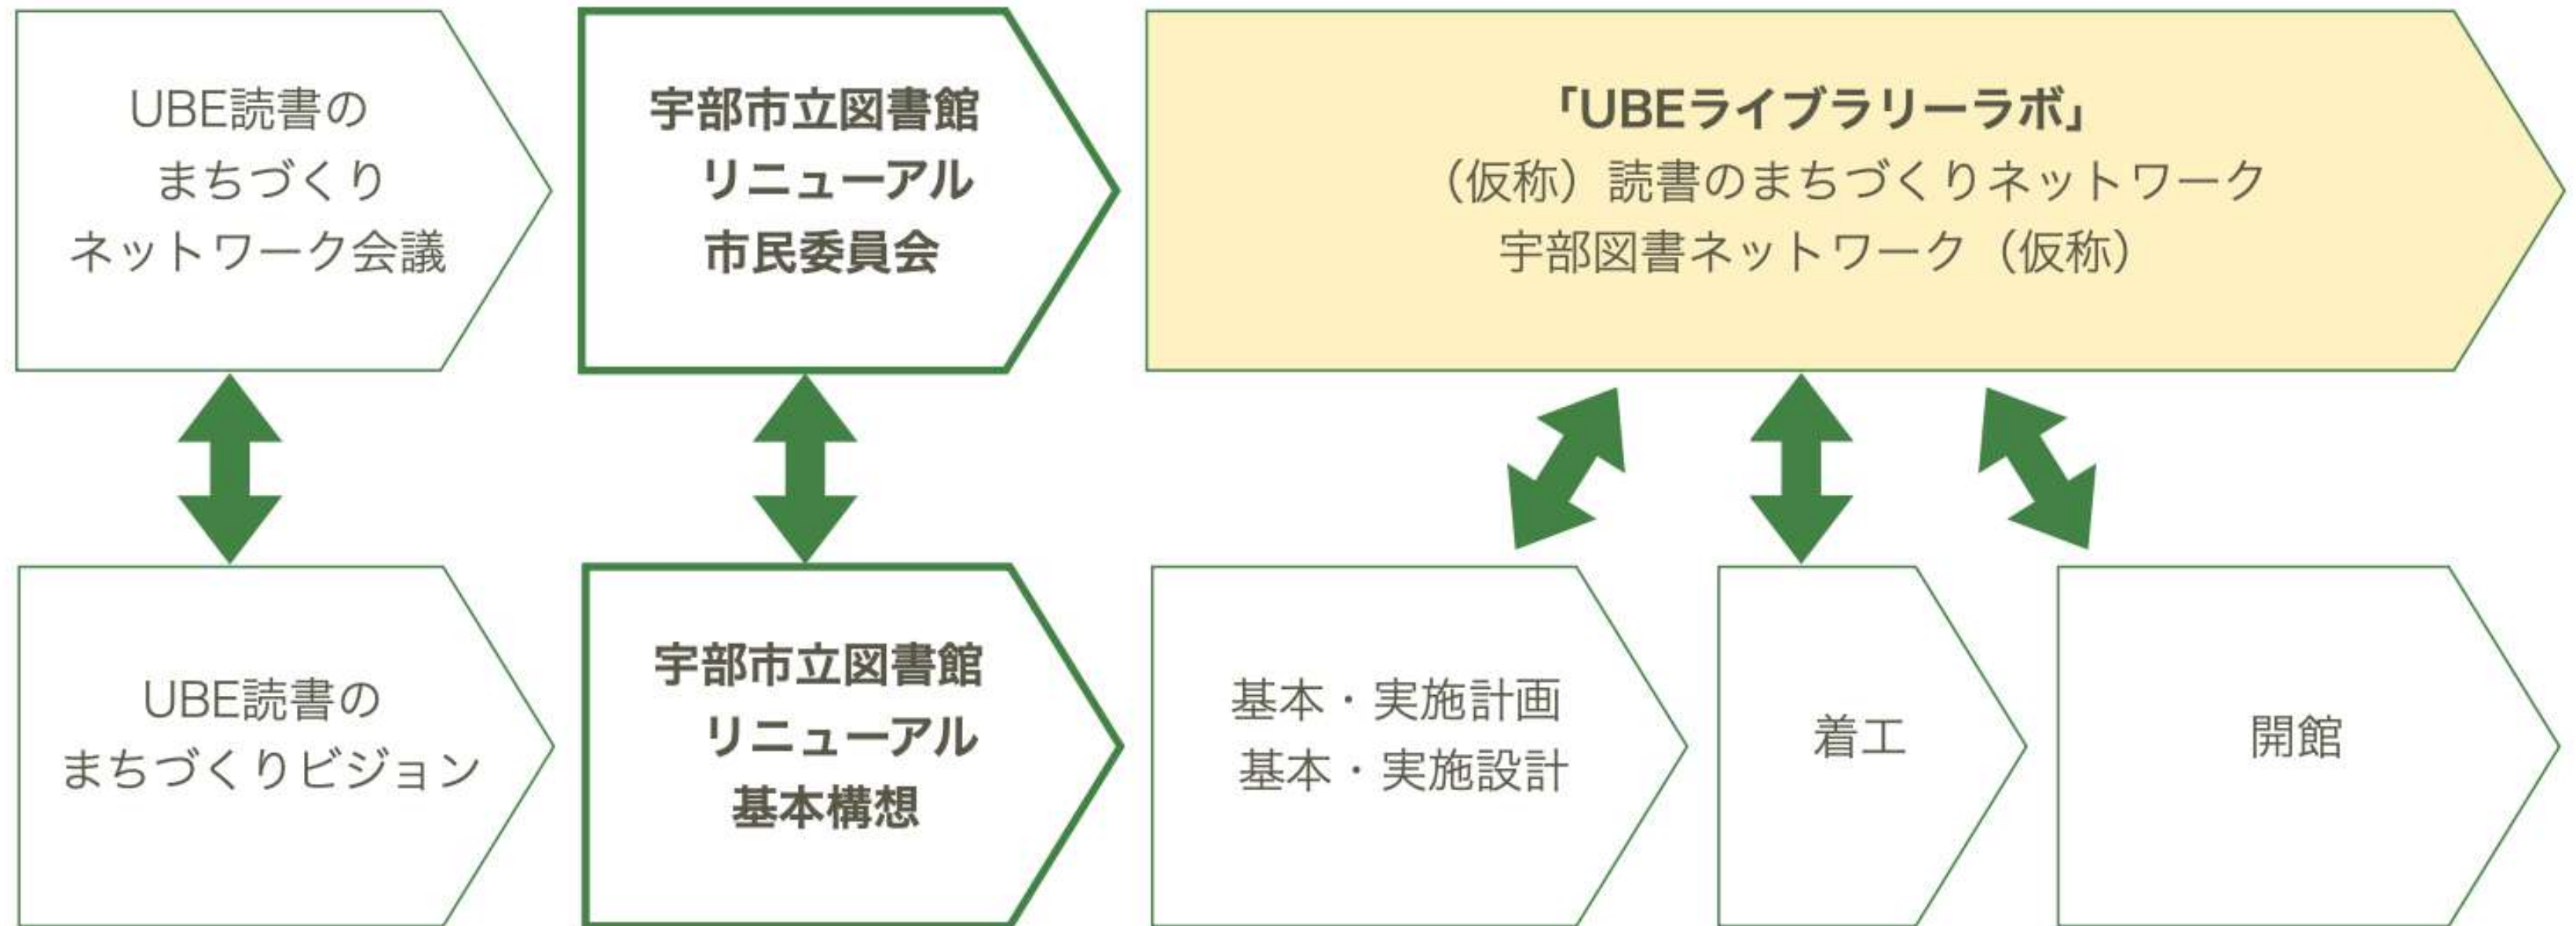 UBE読書の
まちづくり
ネットワーク会議
宇部市立図書館
リニューアル
市民委員会
「UBEライブラリーラボ」
（仮称）読書のまちづくりネットワーク
宇部図書ネットワーク（仮称）
UBE読書の
まちづくりビジョン
宇部市立図書館
リニューアル
基本構想
基本・実施計画
基本・実施設計
着工
開館